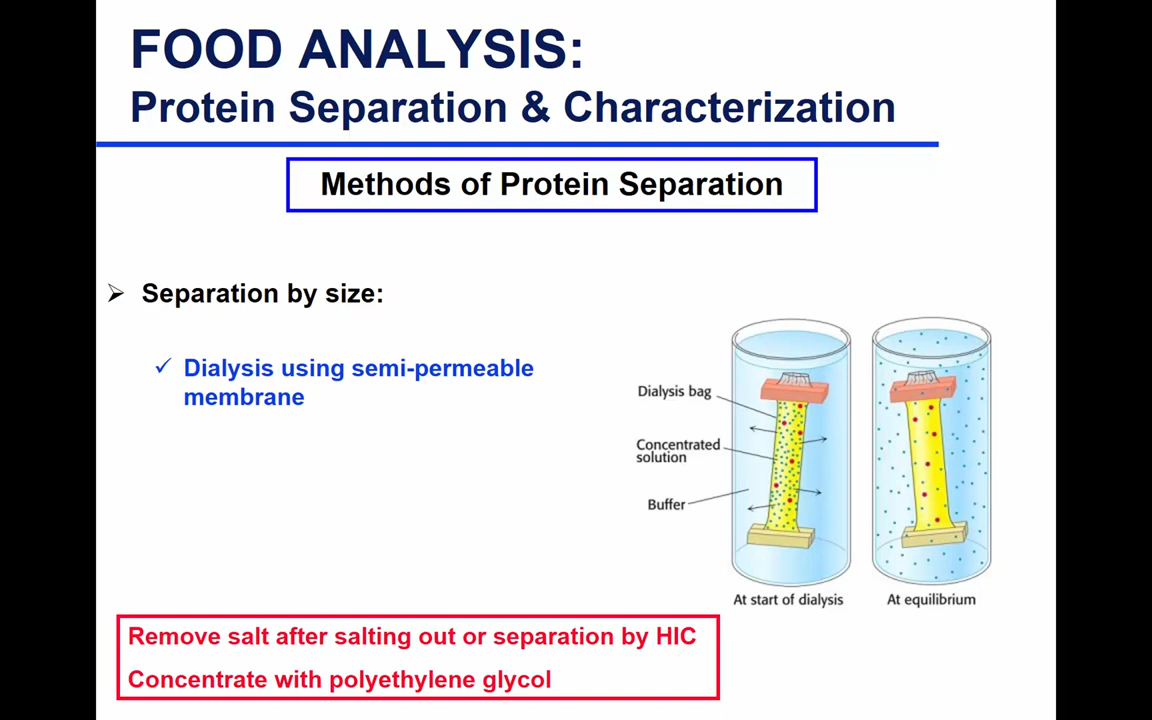 FOOD ANALYSIS:
Protein Separation & Characterization
Methods of Protein Separation
Separation by size:
Dialysis using semi-permeable
membrane
Dialysis bag
Concentrated
solution
Buffer
At start of dialysis
At equilibrium
Remove salt after salting out or separation by HIC
Concentrate with polyethylene glycol